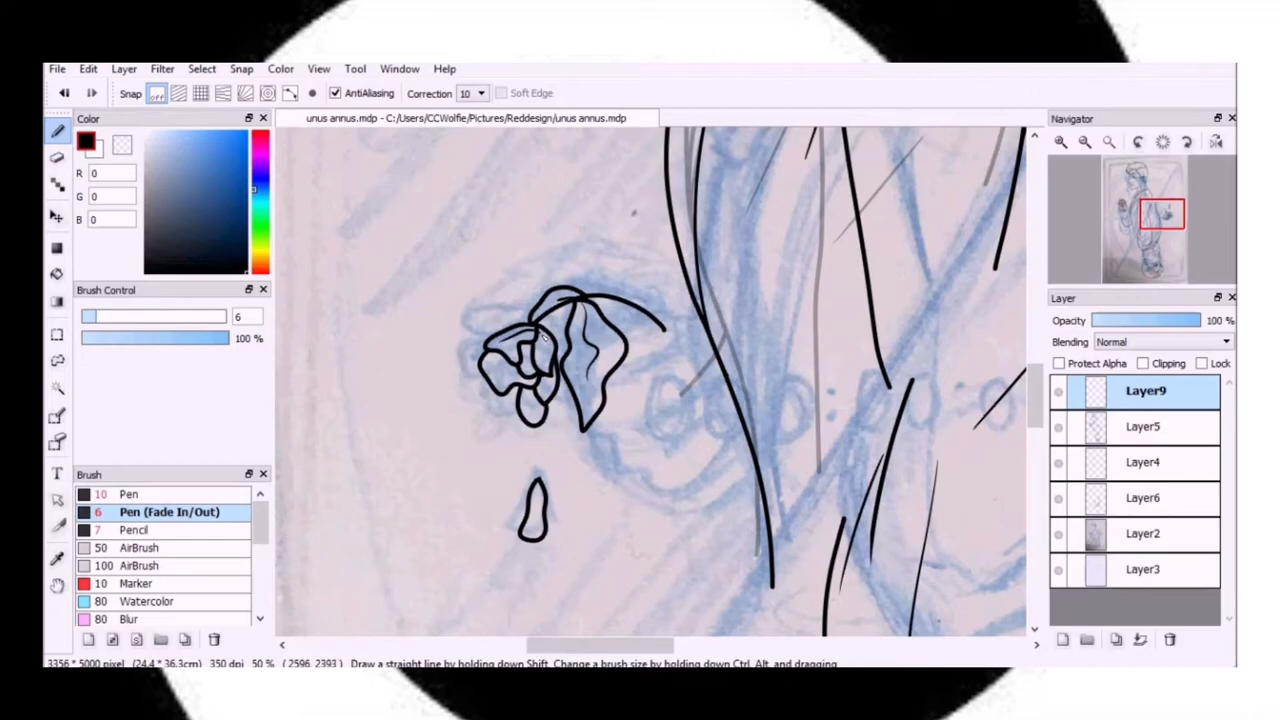 File Edit Layer Filter Select Snap Color View Tool Window Help
Snap off AntiAliasing Correction 10 Soft Edge
Color
unus annus.mdp - C:/Users/CCWolfie/Pictures/Reddesign/unus annus.mdp
Navigator
R 0
G 0
B 0
Brush Control
6
100 %
Layer
Opacity 100 %
Blending Normal
Protect Alpha Clipping Lock
Layer9
Layer5
Layer4
Layer6
Layer2
Layer3
Brush
10 Pen
6 Pen (Fade In/Out)
7 Pencil
50 AirBrush
100 AirBrush
10 Marker
80 Watercolor
80 Blur
T
3356 * 5000 pixel (24.4 * 36.3cm) 350 dpi 50 % ( 2596, 2393) Draw a straight line by holding down Shift, Change a brush size by holding down Ctrl, Alt, and dragging